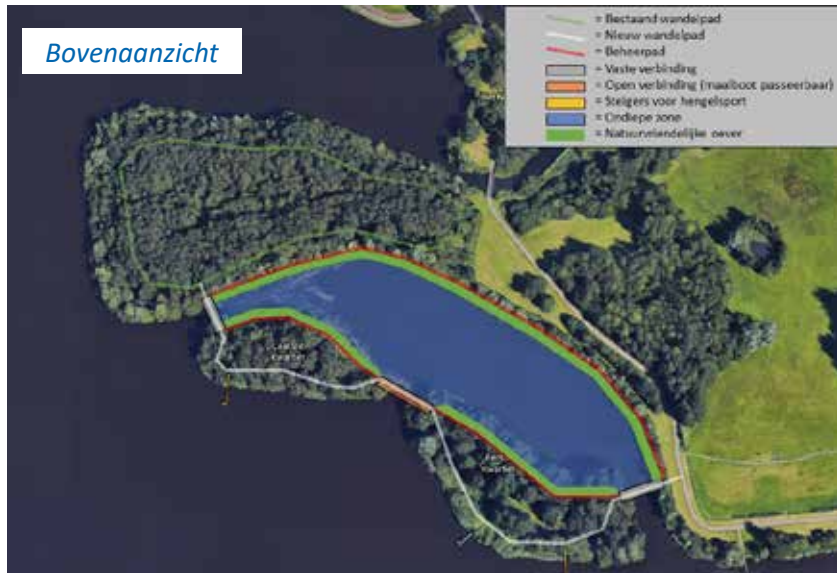 Bovenaanzicht
= Bestaand wandelpad
= Nieuw wandelpad
= Beheerpad
= Vaste verbinding
= Open verbinding (maaiboot passeerbaar)
= Steigers voor hengelsport
= Ondiepe zone
= Natuurvriendelijke oever